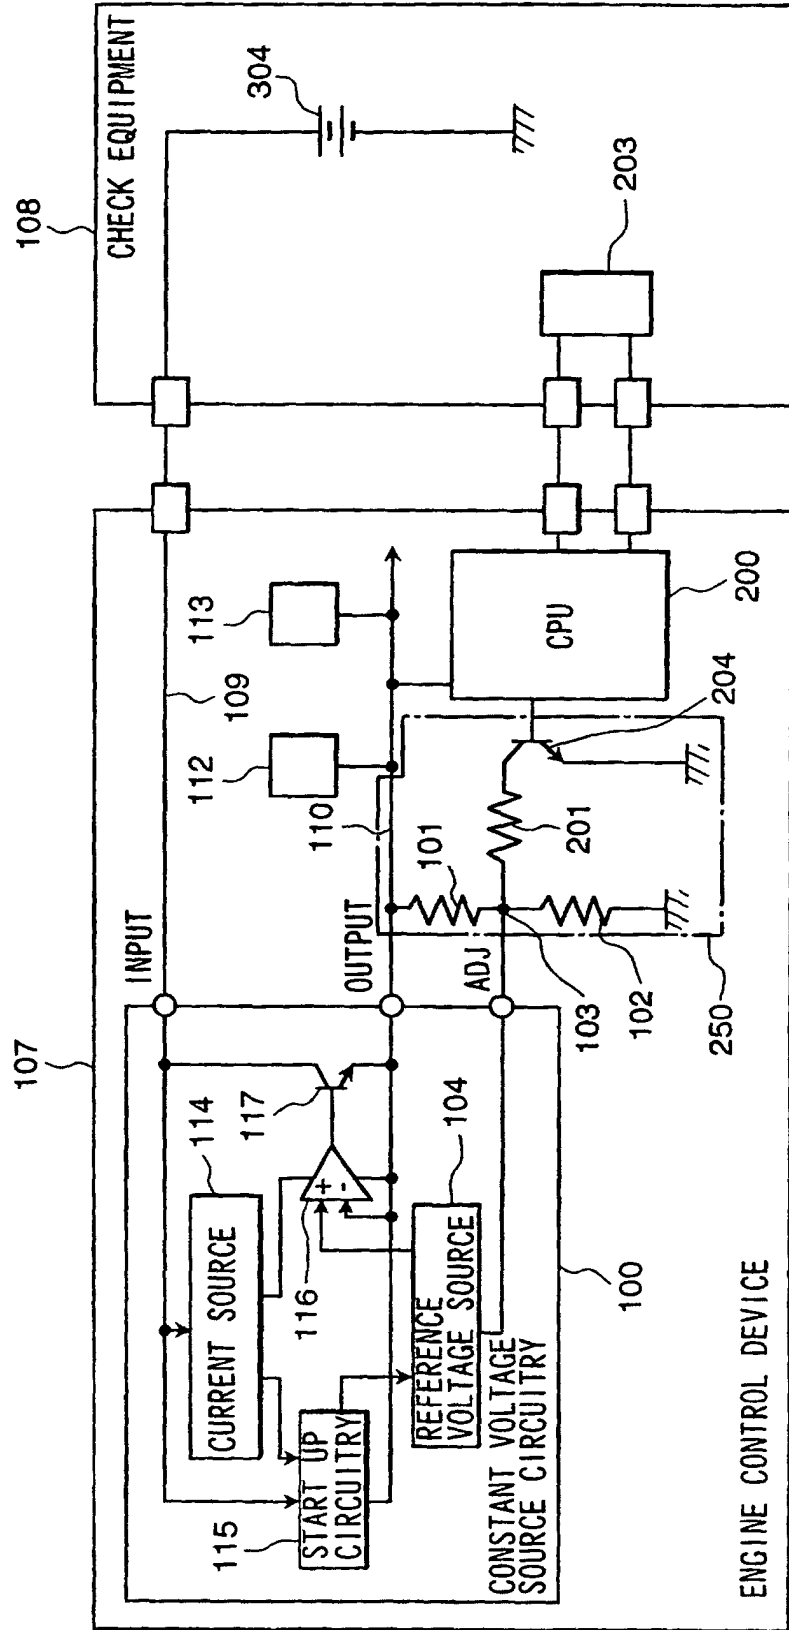 107
108
CHECK EQUIPMENT
304
203
INPUT
109
112
113
110
OUTPUT
ADJ
101
103
102
201
204
CPU
200
250
114
CURRENT SOURCE
117
+
-
116
104
115
START UP
CIRCUITRY
REFERENCE
VOLTAGE SOURCE
CONSTANT VOLTAGE
SOURCE CIRCUITRY
100
ENGINE CONTROL DEVICE